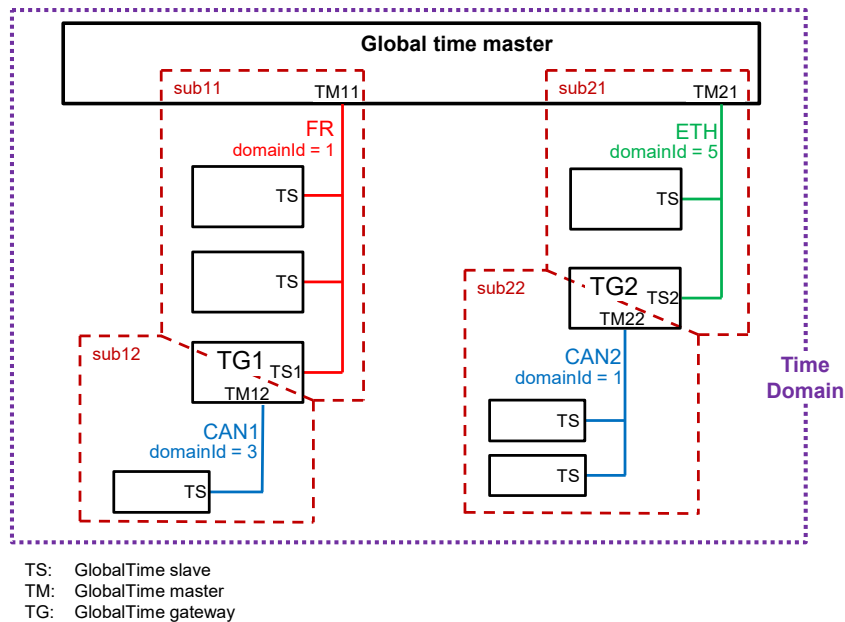 Global time master
sub11
TM11
sub21
TM21
FR
domainId = 1
ETH
domainId = 5
TS
TS
TS
sub22
TG2
TS2
TM22
sub12
TG1
TS1
TM12
CAN2
domainId = 1
Time
Domain
TS
CAN1
domainId = 3
TS
TS
TS: GlobalTime slave
TM: GlobalTime master
TG: GlobalTime gateway